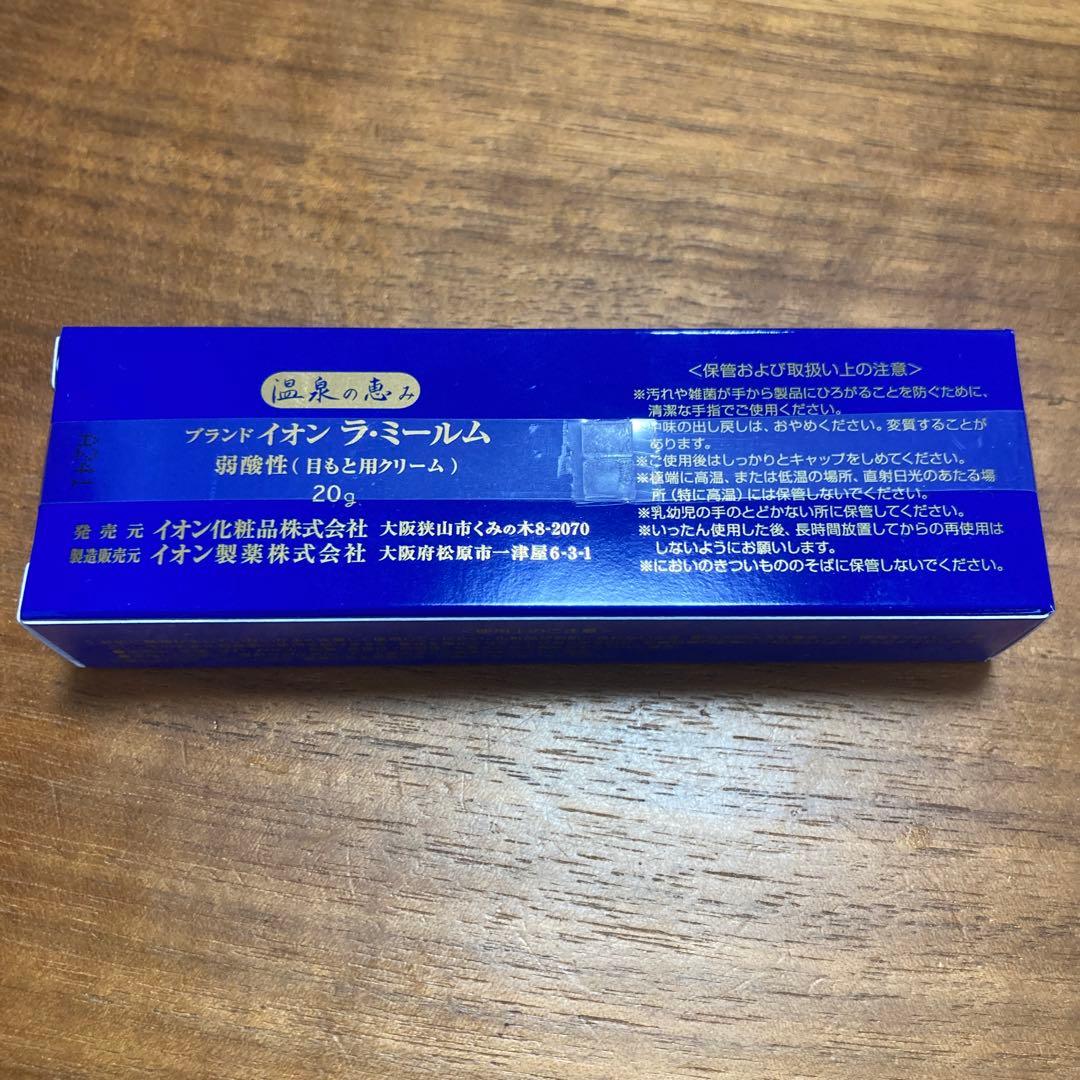 温泉の恵み
ブランド イオン ラ・ミールム
弱酸性(目もと用クリーム)
20g
発売元 イオン化粧品株式会社 大阪狭山市くみの木8-2070
製造販売元 イオン製薬株式会社 大阪府松原市一津屋6-3-1
<保管および取扱い上の注意>
※汚れや雑菌が手から製品にひろがることを防ぐために、
清潔な手指でご使用ください。
中味の出し戻しは、おやめください。変質することが
あります。
※ご使用後はしっかりとキャップをしめてください。
※極端に高温、または低温の場所、直射日光のあたる場
所(特に高温)には保管しないでください。
※乳幼児の手のとどかない所に保管してください。
※いったん使用した後、長時間放置してからの再使用は
しないようにお願いします。
※においのきついもののそばに保管しないでください。